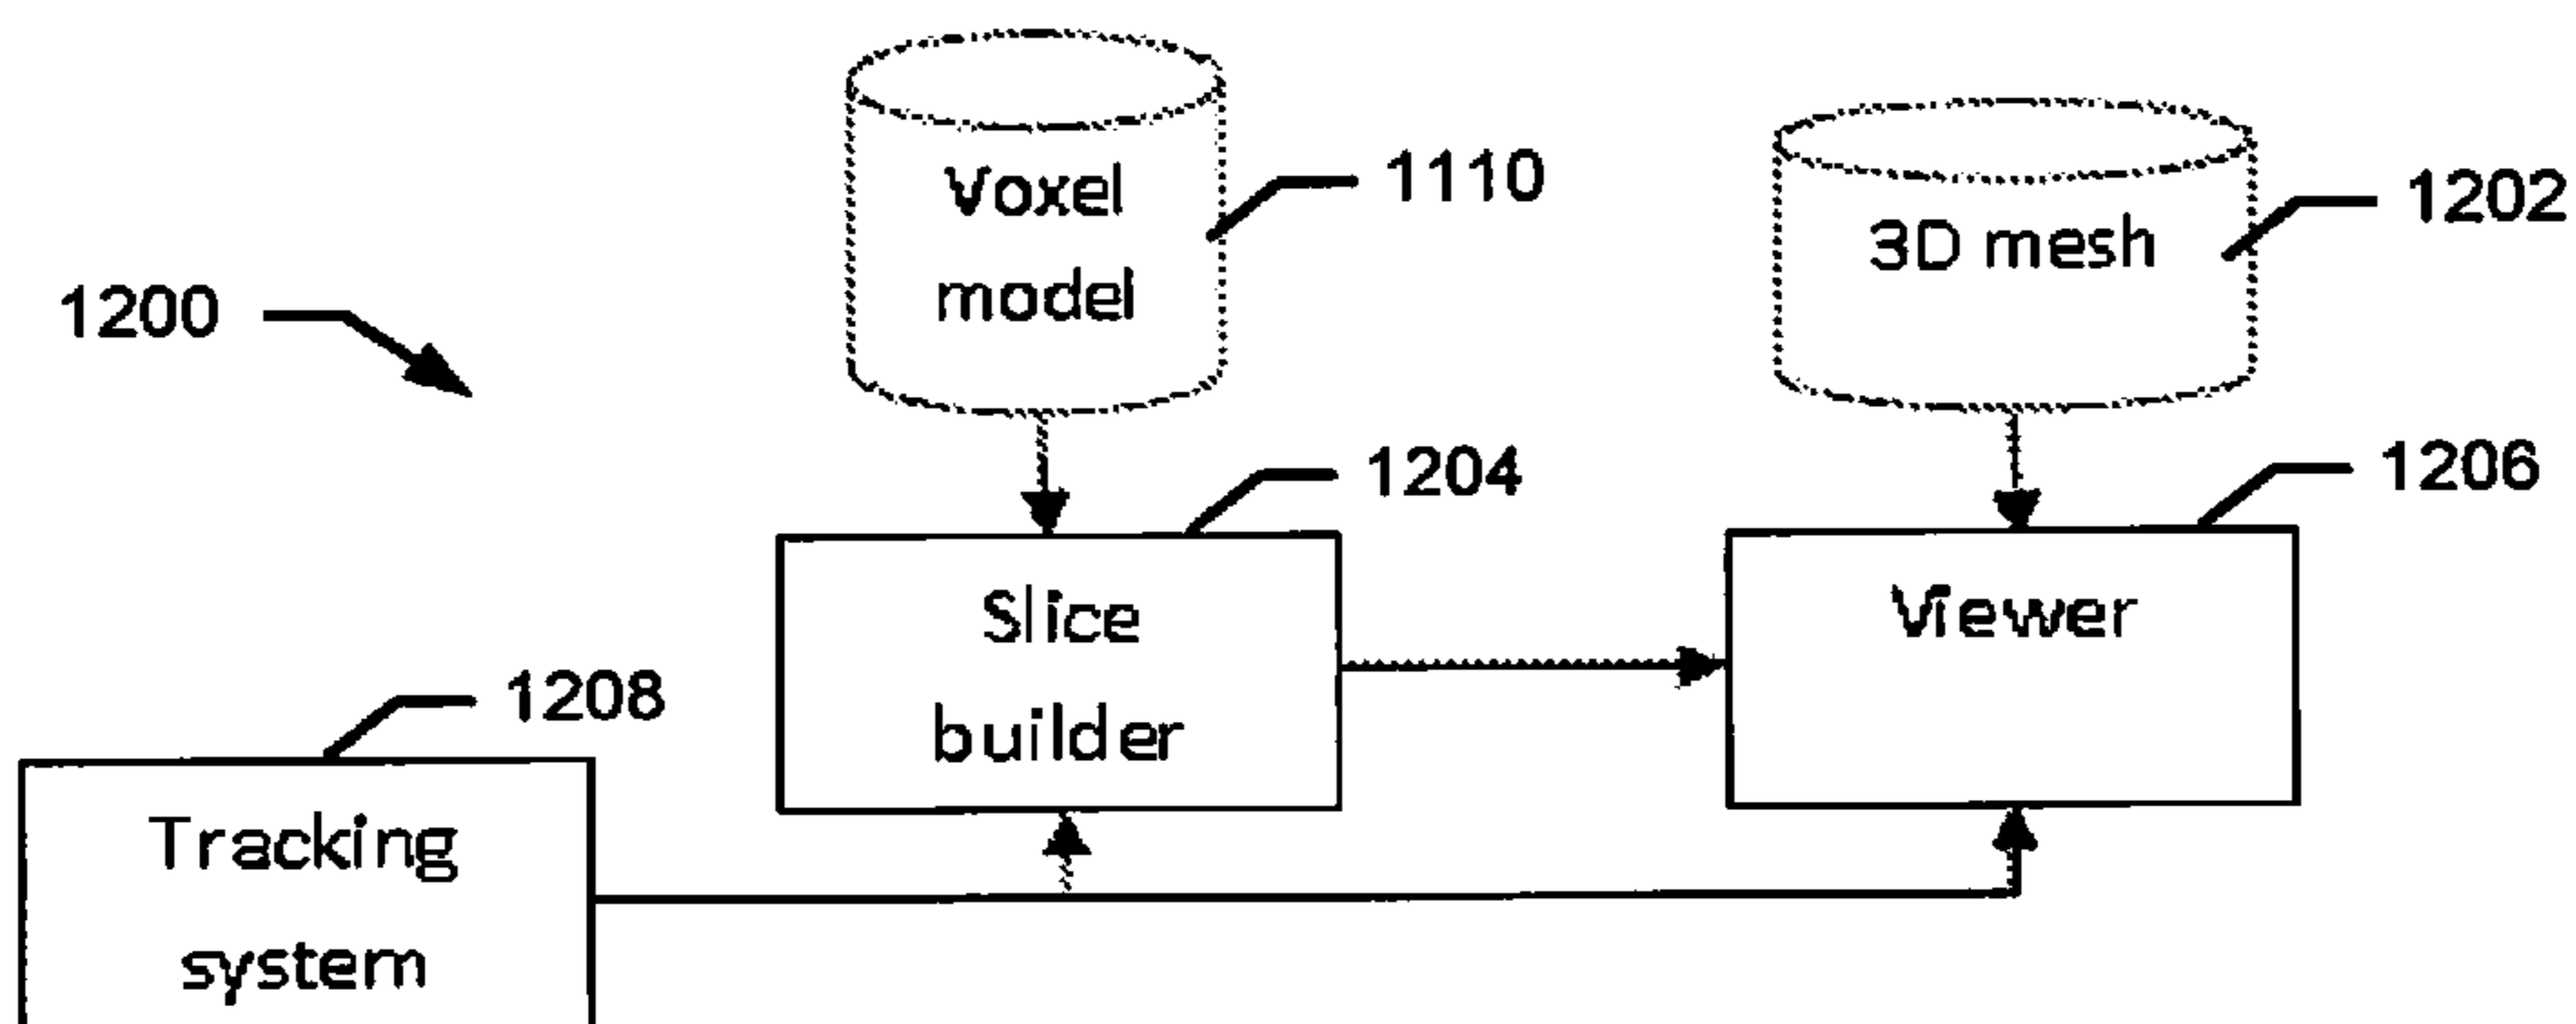 Voxel
model
1110
3D mesh
1202
1200
1204
1206
Slice
builder
Viewer
1208
Tracking
system